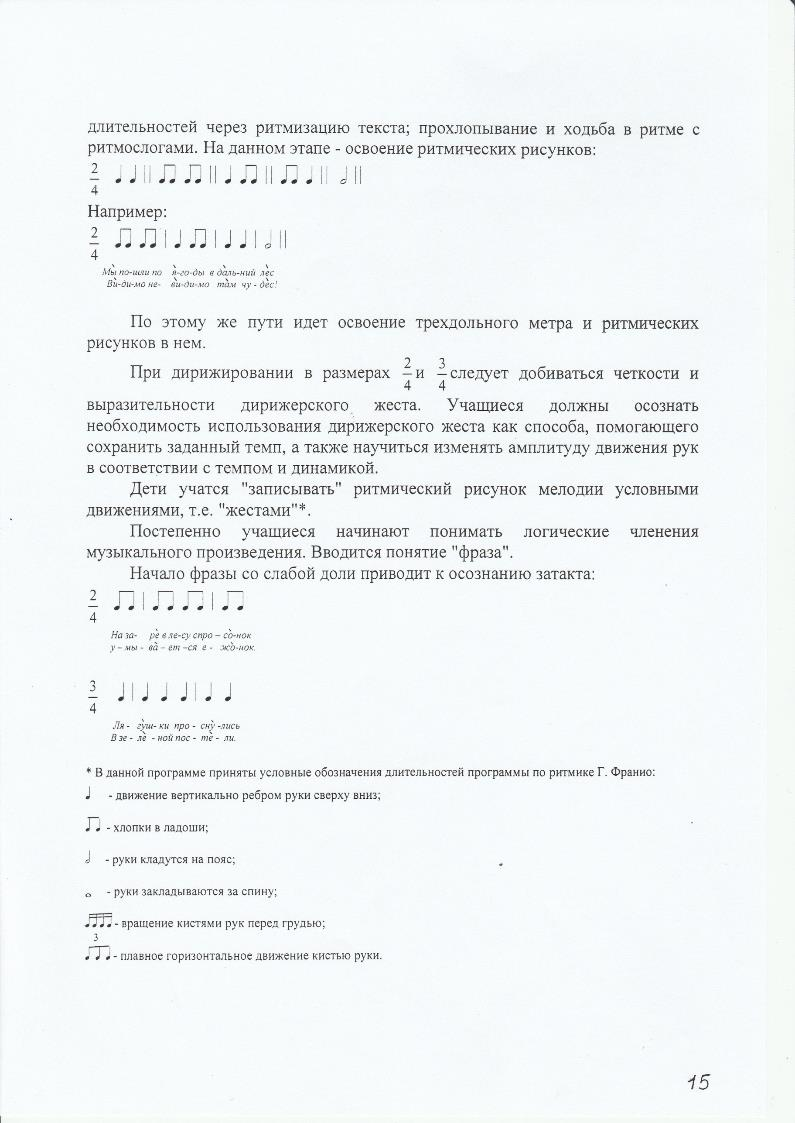 длительностей через ритмизацию текста; прохлопывание и ходьба в ритме с
ритмослогами. На данном этапе - освоение ритмических рисунков:
2
4
Например:
2
4
Мы по-шли по я-го-ды в даль-ний лес
Ви-ди-мо не- ви-ди-мо там чу - дес!
По этому же пути идет освоение трехдольного метра и ритмических
рисунков в нем.
При дирижировании в размерах 2/4 и 3/4 следует добиваться четкости и
выразительности дирижерского жеста. Учащиеся должны осознать
необходимость использования дирижерского жеста как способа, помогающего
сохранить заданный темп, а также научиться изменять амплитуду движения рук
в соответствии с темпом и динамикой.
Дети учатся "записывать" ритмический рисунок мелодии условными
движениями, т.е. "жестами"*.
Постепенно учащиеся начинают понимать логические членения
музыкального произведения. Вводится понятие "фраза".
Начало фразы со слабой доли приводит к осознанию затакта:
2
4
На за- ре в ле-су спро – со-нок
у – мы - ва – ет –ся е - жо-нок.
3
4
Ля - гуш- ки про - сну -лись
В зе - ле - ной пос - те - ли.
* В данной программе приняты условные обозначения длительностей программы по ритмике Г. Франио:
♩ - движение вертикально ребром руки сверху вниз;
♫ - хлопки в ладоши;
- руки кладутся на пояс;
- руки закладываются за спину;
- вращение кистями рук перед грудью;
3
- плавное горизонтальное движение кистью руки.
15